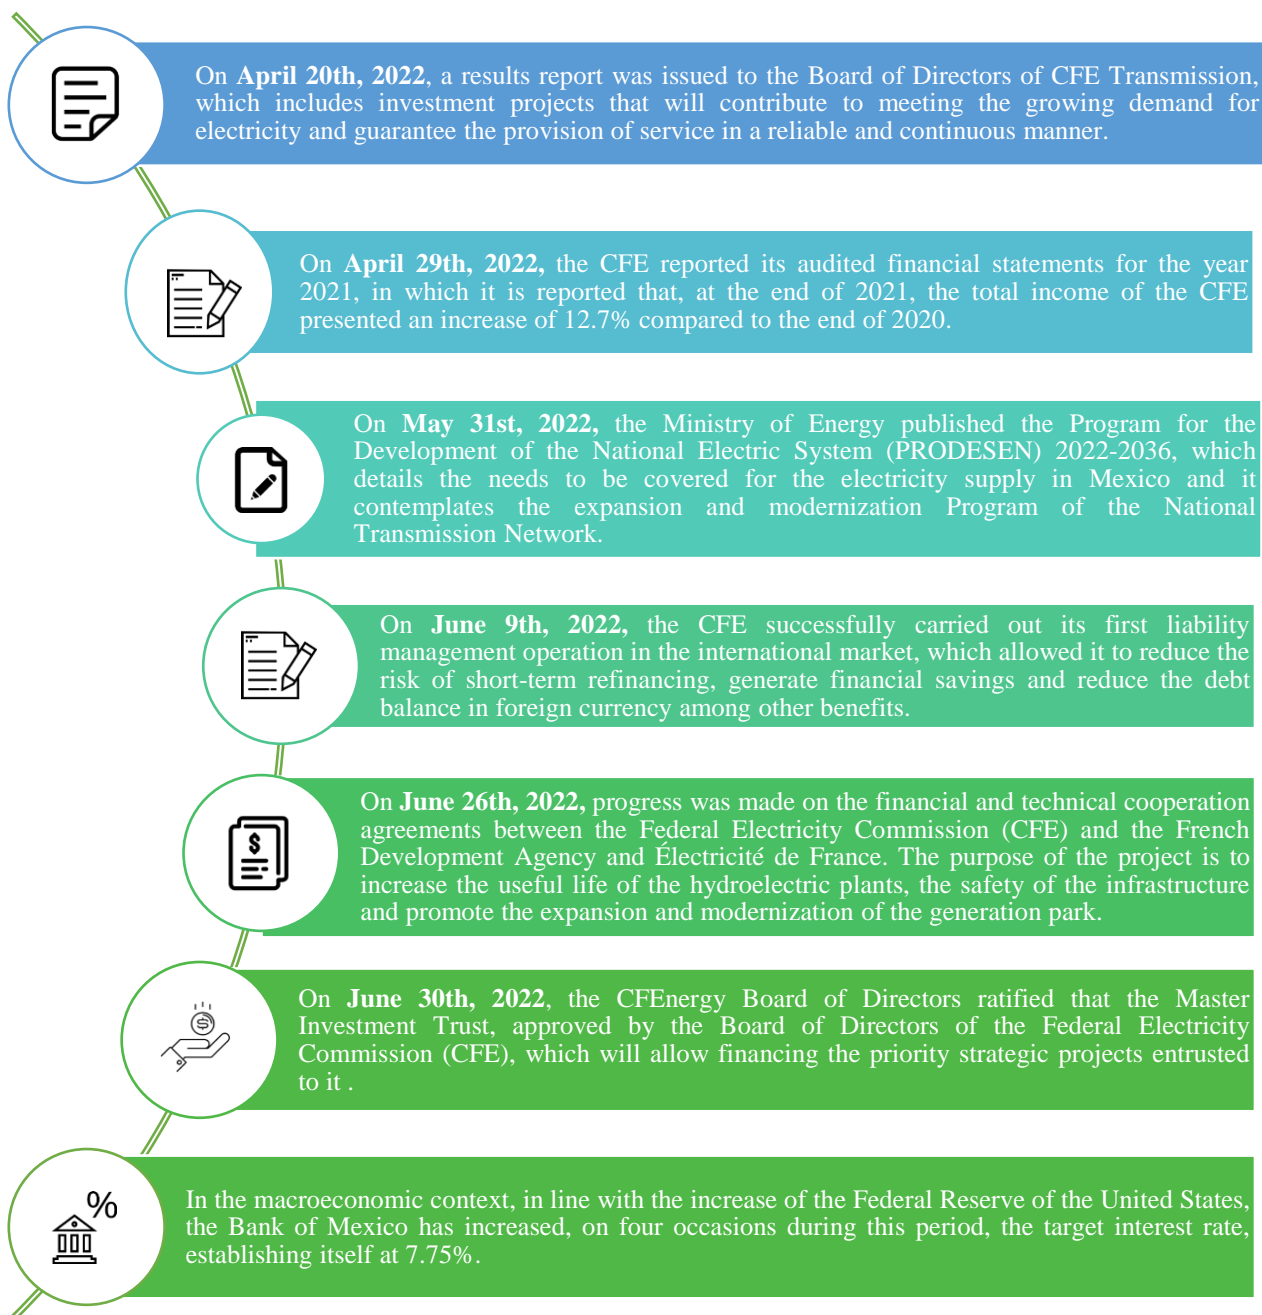 On April 20th, 2022, a results report was issued to the Board of Directors of CFE Transmission,
which includes investment projects that will contribute to meeting the growing demand for
electricity and guarantee the provision of service in a reliable and continuous manner.
On April 29th, 2022, the CFE reported its audited financial statements for the year
2021, in which it is reported that, at the end of 2021, the total income of the CFE
presented an increase of 12.7% compared to the end of 2020.
On May 31st, 2022, the Ministry of Energy published the Program for the
Development of the National Electric System (PRODESEN) 2022-2036, which
details the needs to be covered for the electricity supply in Mexico and it
contemplates the expansion and modernization Program of the National
Transmission Network.
On June 9th, 2022, the CFE successfully carried out its first liability
management operation in the international market, which allowed it to reduce the
risk of short-term refinancing, generate financial savings and reduce the debt
balance in foreign currency among other benefits.
$
On June 26th, 2022, progress was made on the financial and technical cooperation
agreements between the Federal Electricity Commission (CFE) and the French
Development Agency and Électricité de France. The purpose of the project is to
increase the useful life of the hydroelectric plants, the safety of the infrastructure
and promote the expansion and modernization of the generation park.
$
On June 30th, 2022, the CFEnergy Board of Directors ratified that the Master
Investment Trust, approved by the Board of Directors of the Federal Electricity
Commission (CFE), which will allow financing the priority strategic projects entrusted
to it .
%
In the macroeconomic context, in line with the increase of the Federal Reserve of the United States,
the Bank of Mexico has increased, on four occasions during this period, the target interest rate,
establishing itself at 7.75%.